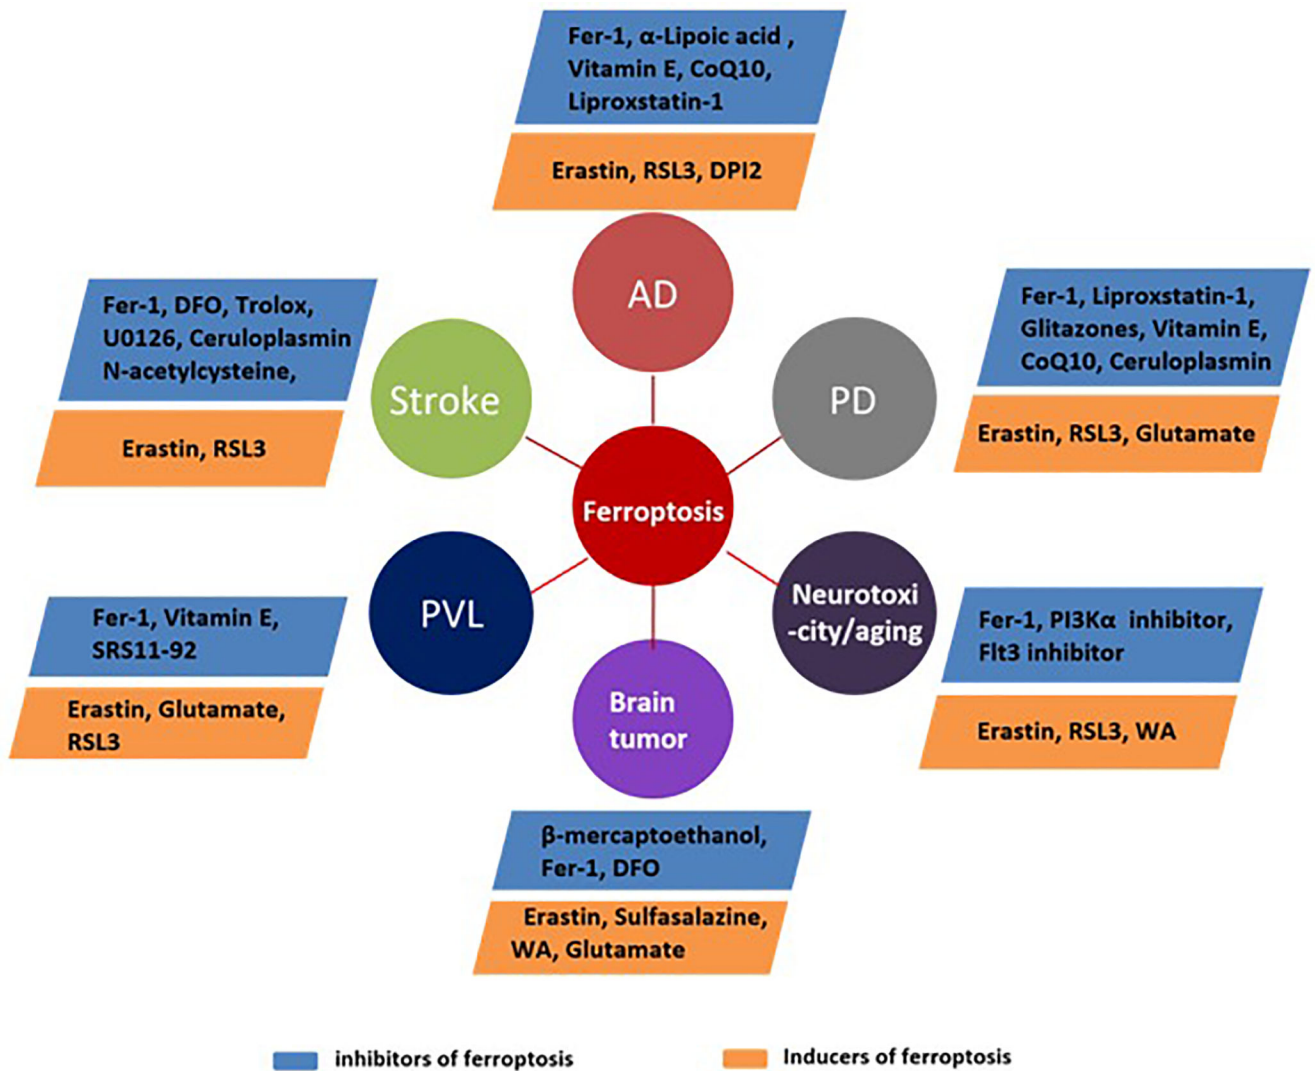 Fer-1, α-Lipoic acid ,
Vitamin E, CoQ10,
Liproxstatin-1
Erastin, RSL3, DPI2
AD
Fer-1, DFO, Trolox,
U0126, Ceruloplasmin
N-acetylcysteine,
Erastin, RSL3
Stroke
PD
Fer-1, Liproxstatin-1,
Glitazones, Vitamin E,
CoQ10, Ceruloplasmin
Erastin, RSL3, Glutamate
Ferroptosis
Fer-1, Vitamin E,
SRS11-92
Erastin, Glutamate,
RSL3
PVL
Neurotoxi
-city/aging
Fer-1, PI3Kα inhibitor,
Flt3 inhibitor
Erastin, RSL3, WA
Brain
tumor
β-mercaptoethanol,
Fer-1, DFO
Erastin, Sulfasalazine,
WA, Glutamate
inhibitors of ferroptosis
Inducers of ferroptosis